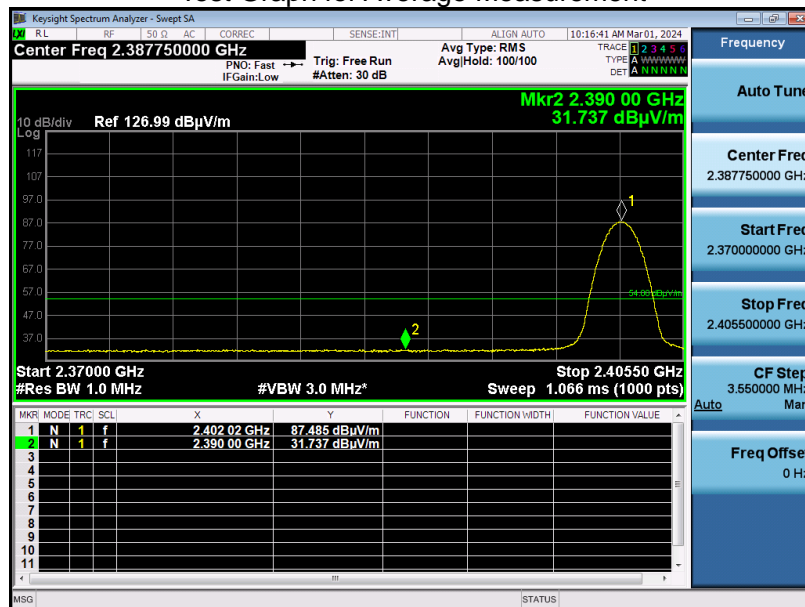 Keysight Spectrum Analyzer - Swept SA
RL RF 50 Ω AC CORREC SENSE:INT ALIGN AUTO 10:16:41 AM Mar 01, 2024
Center Freq 2.387750000 GHz
PNO: Fast
IFGain:Low
Trig: Free Run
#Atten: 30 dB
Avg Type: RMS
Avg|Hold: 100/100
TRACE 1 2 3 4 5 6
TYPE A WWWWW
DET A N N N N N
Mkr2 2.390 00 GHz
31.737 dBµV/m
10 dB/div Ref 126.99 dBµV/m
Log
117
107
97.0
1
87.0
77.0
67.0
57.0
54.00 dBµV/m
47.0
37.0
2
Start 2.37000 GHz Stop 2.40550 GHz
#Res BW 1.0 MHz #VBW 3.0 MHz* Sweep 1.066 ms (1000 pts)
MKR MODE TRC SCL X Y FUNCTION FUNCTION WIDTH FUNCTION VALUE
1 N 1 f 2.402 02 GHz 87.485 dBµV/m
2 N 1 f 2.390 00 GHz 31.737 dBµV/m
3
4
5
6
7
8
9
10
11
MSG STATUS
Frequency
Auto Tune
Center Freq
2.387750000 GHz
Start Freq
2.370000000 GHz
Stop Freq
2.405500000 GHz
CF Step
3.550000 MHz
Auto Man
Freq Offset
0 Hz